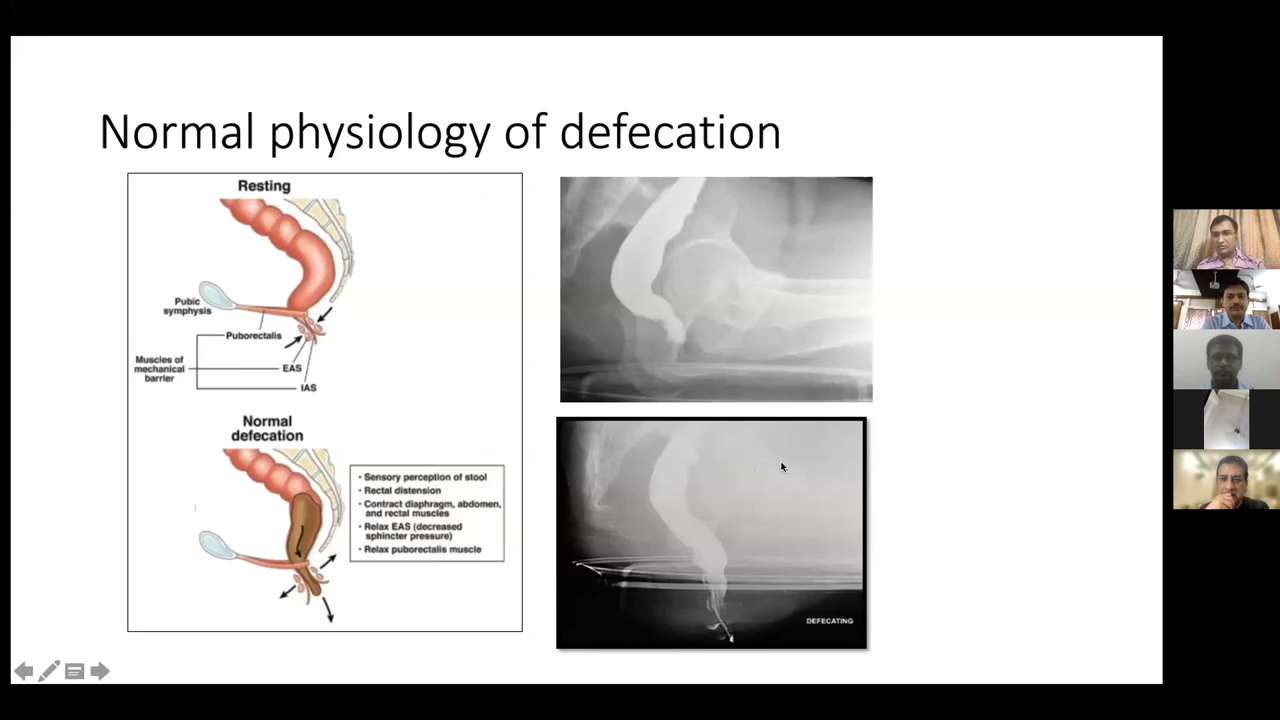 Normal physiology of defecation
Resting
Pubic
symphysis
Puborectalis
Muscles of
mechanical
barrier
EAS
IAS
Normal
defecation
• Sensory perception of stool
• Rectal distension
• Contract diaphragm, abdomen,
and rectal muscles
• Relax EAS (decreased
sphincter pressure)
• Relax puborectalis muscle
DEFECATING